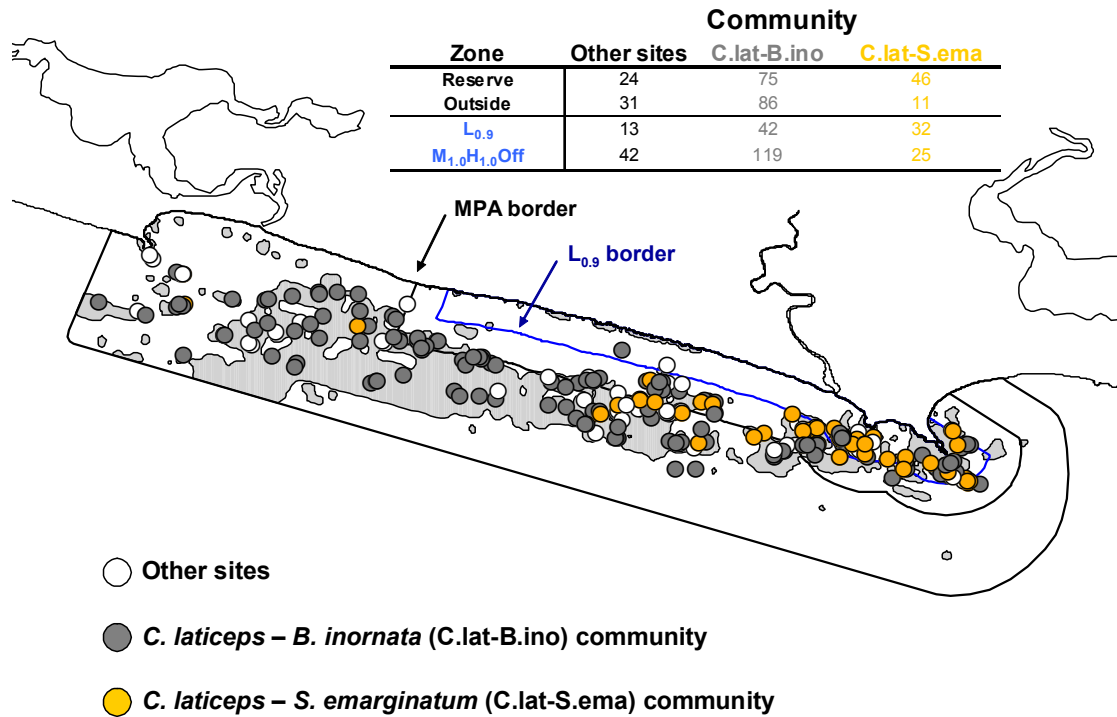 Community
Zone Other sites C.lat-B.ino C.lat-S.ema
Reserve 24 75 46
Outside 31 86 11
L0.9 13 42 32
M1.0H1.0Off 42 119 25
MPA border
L0.9 border
Other sites
C. laticeps – B. inornata (C.lat-B.ino) community
C. laticeps – S. emarginatum (C.lat-S.ema) community